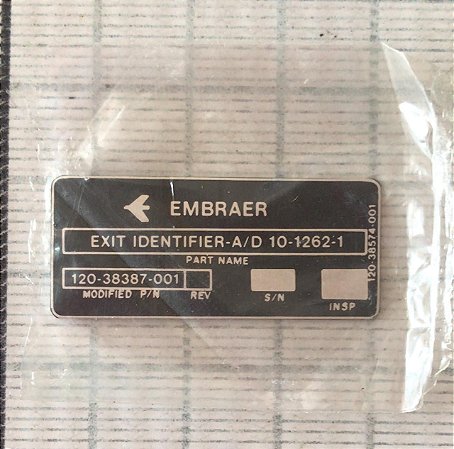 EMBRAER
EXIT IDENTIFIER-A/D 10-1262-1
PART NAME
120-38387-001
MODIFIED P/N
REV
S/N
INSP
120-38574-001